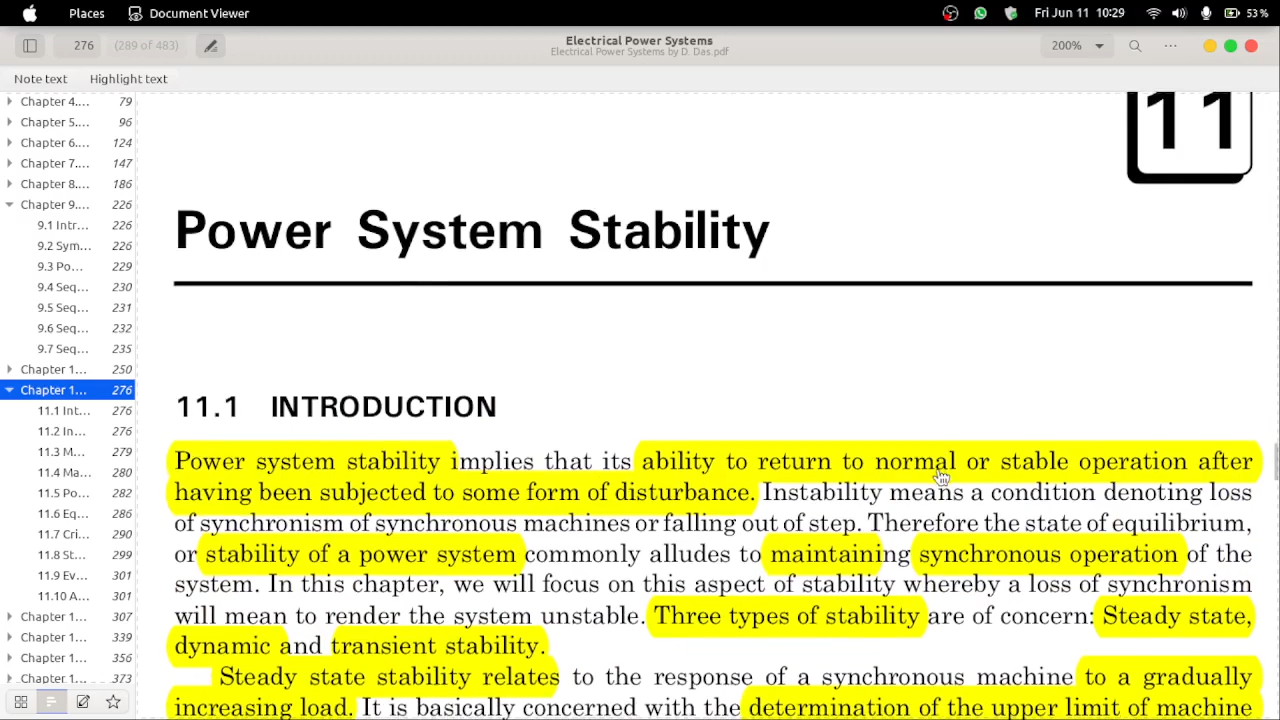 Places Document Viewer Fri Jun 11 10:29 53 %
276 (289 of 483) Electrical Power Systems 200%
Electrical Power Systems by D. Das.pdf
Note text Highlight text
Chapter 4.... 79
Chapter 5.... 96
Chapter 6.... 124
Chapter 7.... 147
Chapter 8.... 186
Chapter 9.... 226
9.1 Intr... 226
9.2 Sym... 226
9.3 Po... 229
9.4 Seq... 230
9.5 Seq... 231
9.6 Seq... 232
9.7 Seq... 235
Chapter 1... 250
Chapter 1... 276
11.1 Int... 276
11.2 In... 276
11.3 M... 279
11.4 Ma... 280
11.5 Po... 282
11.6 Eq... 286
11.7 Cri... 290
11.8 St... 299
11.9 Ev... 301
11.10 A... 301
Chapter 1... 307
Chapter 1... 339
Chapter 1... 356
Chapter 1... 373
11
Power System Stability
11.1 INTRODUCTION
Power system stability implies that its ability to return to normal or stable operation after
having been subjected to some form of disturbance. Instability means a condition denoting loss
of synchronism of synchronous machines or falling out of step. Therefore the state of equilibrium,
or stability of a power system commonly alludes to maintaining synchronous operation of the
system. In this chapter, we will focus on this aspect of stability whereby a loss of synchronism
will mean to render the system unstable. Three types of stability are of concern: Steady state,
dynamic and transient stability.
Steady state stability relates to the response of a synchronous machine to a gradually
increasing load. It is basically concerned with the determination of the upper limit of machine